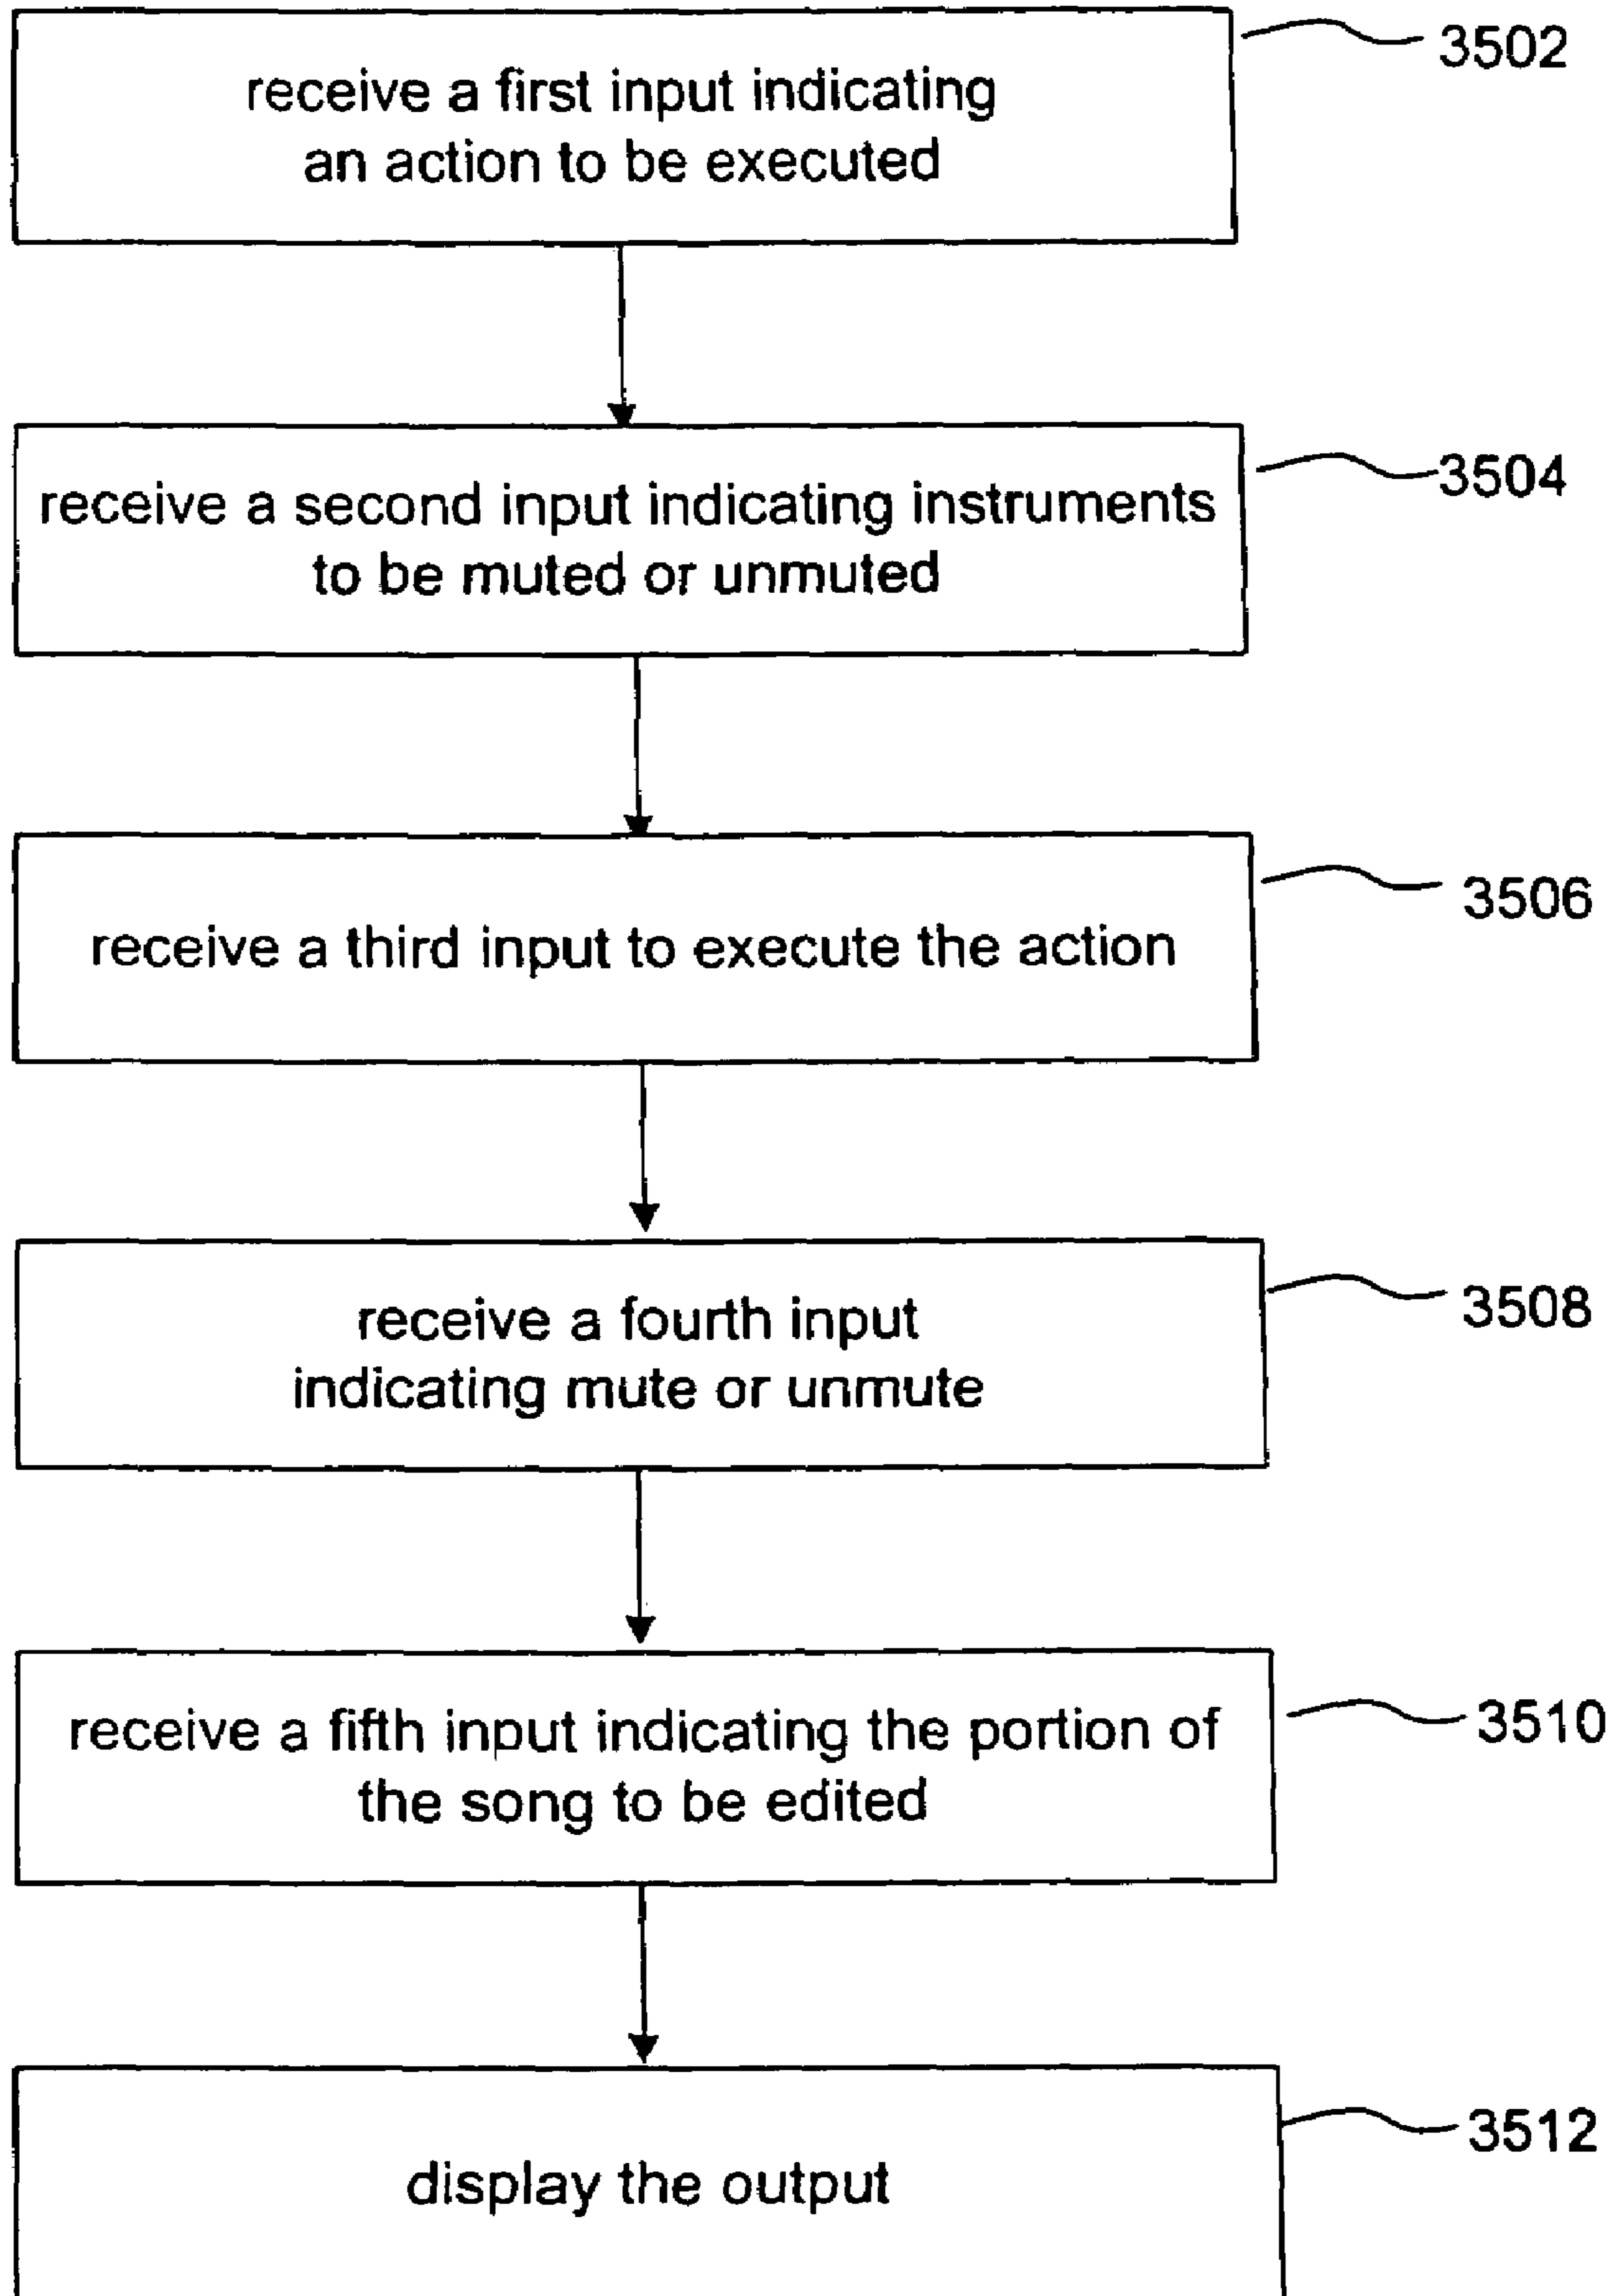 3502
receive a first input indicating
an action to be executed
3504
receive a second input indicating instruments
to be muted or unmuted
3506
receive a third input to execute the action
3508
receive a fourth input
indicating mute or unmute
3510
receive a fifth input indicating the portion of
the song to be edited
3512
display the output